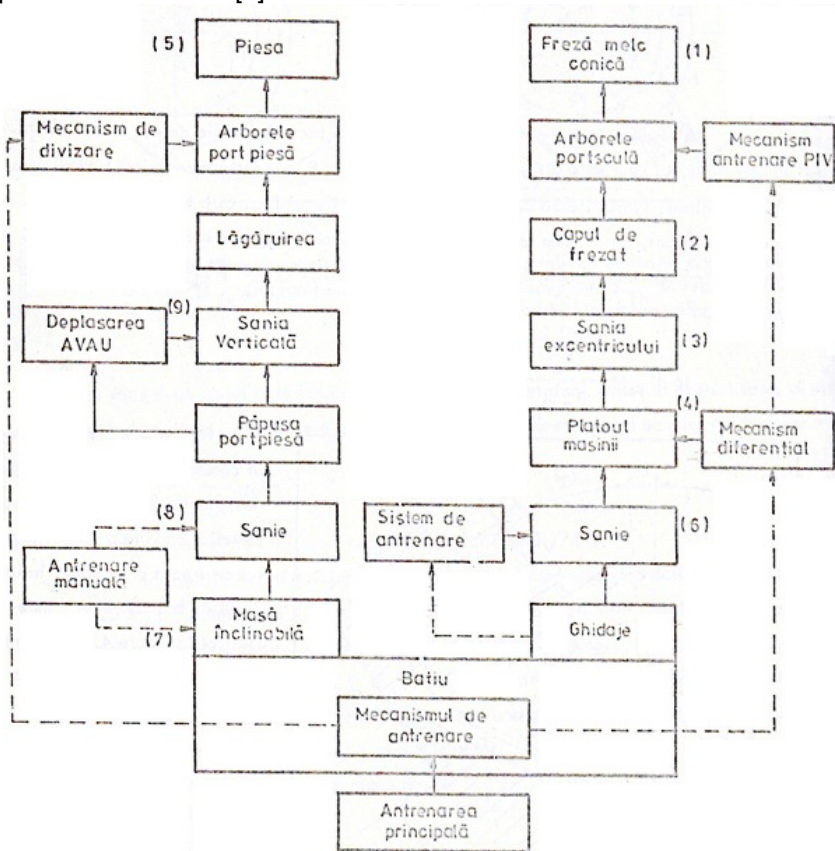 (5)
Piesa
Freză melc
conică
(1)
Mecanism de
divizare
Arborele
port piesă
Arborele
portsculă
Mecanism
antrenare PIV
Lăgăruirea
Capul de
frezat
(2)
Deplasarea
AVAU
(9)
Sania
Verticală
Sania
excentricului
(3)
Păpușa
portpiesă
Platoul
masinii
(4)
Mecanism
diferențial
(8)
Sanie
Sistem de
antrenare
Sanie
(6)
Antrenare
manuală
(7)
Masă
înclinabilă
Ghidaje
Batiu
Mecanismul de
antrenare
Antrenarea
principală